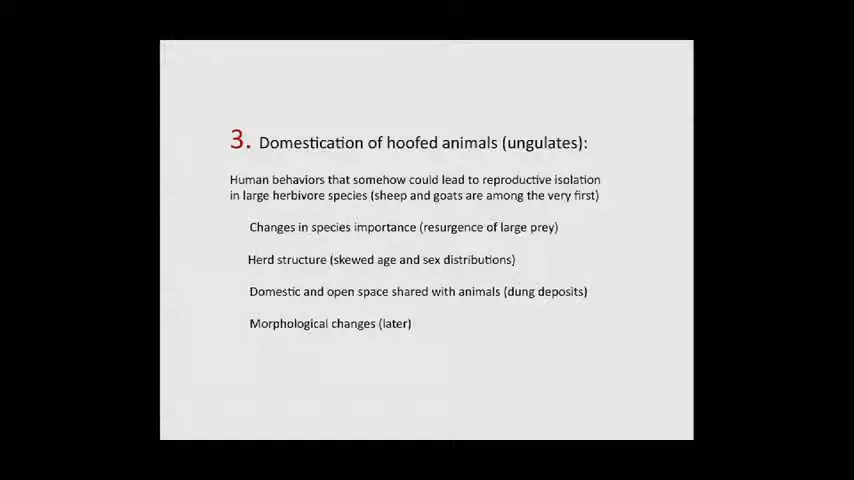 3. Domestication of hoofed animals (ungulates):
Human behaviors that somehow could lead to reproductive isolation
in large herbivore species (sheep and goats are among the very first)
Changes in species importance (resurgence of large prey)
Herd structure (skewed age and sex distributions)
Domestic and open space shared with animals (dung deposits)
Morphological changes (later)